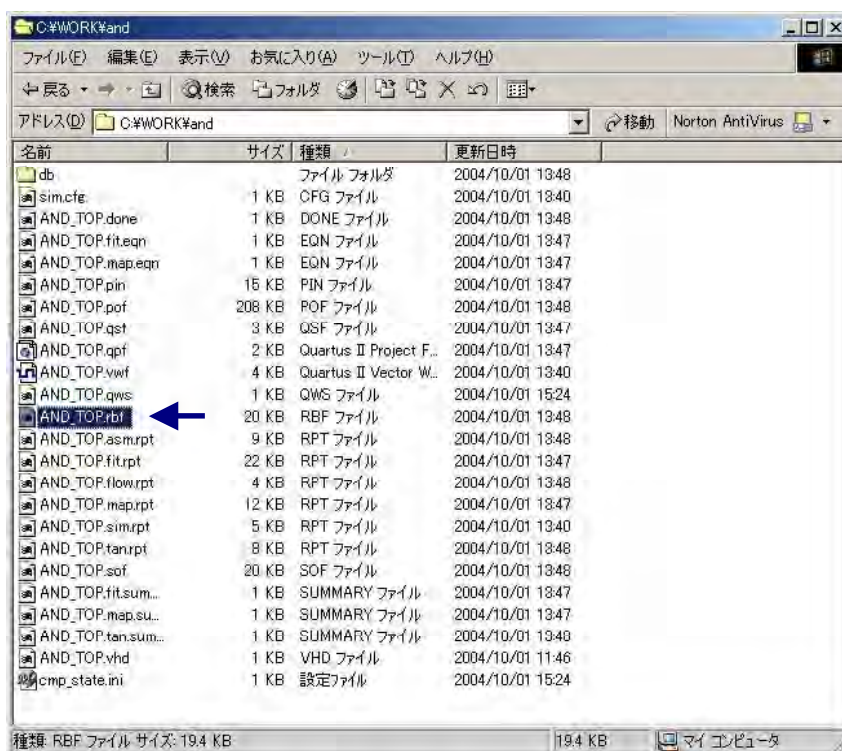 C:¥WORK¥and
ファイル(F) 編集(E) 表示(V) お気に入り(A) ツール(T) ヘルプ(H)
戻る 検索 フォルダ
アドレス(D) C:¥WORK¥and 移動 Norton AntiVirus
名前 サイズ 種類 更新日時
db ファイル フォルダ 2004/10/01 13:48
sim.cfg 1 KB CFG ファイル 2004/10/01 13:40
AND_TOP.done 1 KB DONE ファイル 2004/10/01 13:48
AND_TOP.fit.eqn 1 KB EQN ファイル 2004/10/01 13:47
AND_TOP.map.eqn 1 KB EQN ファイル 2004/10/01 13:47
AND_TOP.pin 15 KB PIN ファイル 2004/10/01 13:47
AND_TOP.pof 208 KB POF ファイル 2004/10/01 13:48
AND_TOP.qsf 3 KB QSF ファイル 2004/10/01 13:47
AND_TOP.qpf 2 KB Quartus II Project F... 2004/10/01 13:47
AND_TOP.vwf 4 KB Quartus II Vector W... 2004/10/01 13:40
AND_TOP.qws 1 KB QWS ファイル 2004/10/01 15:24
AND_TOP.rbf 20 KB RBF ファイル 2004/10/01 13:48
AND_TOP.asm.rpt 9 KB RPT ファイル 2004/10/01 13:48
AND_TOP.fit.rpt 22 KB RPT ファイル 2004/10/01 13:47
AND_TOP.flow.rpt 4 KB RPT ファイル 2004/10/01 13:48
AND_TOP.map.rpt 12 KB RPT ファイル 2004/10/01 13:47
AND_TOP.sim.rpt 5 KB RPT ファイル 2004/10/01 13:40
AND_TOP.tan.rpt 8 KB RPT ファイル 2004/10/01 13:48
AND_TOP.sof 20 KB SOF ファイル 2004/10/01 13:48
AND_TOP.fit.sum... 1 KB SUMMARY ファイル 2004/10/01 13:47
AND_TOP.map.su... 1 KB SUMMARY ファイル 2004/10/01 13:47
AND_TOP.tan.sum... 1 KB SUMMARY ファイル 2004/10/01 13:48
AND_TOP.vhd 1 KB VHD ファイル 2004/10/01 11:46
cmp_state.ini 1 KB 設定ファイル 2004/10/01 15:24
種類: RBF ファイル サイズ: 19.4 KB 19.4 KB マイ コンピュータ